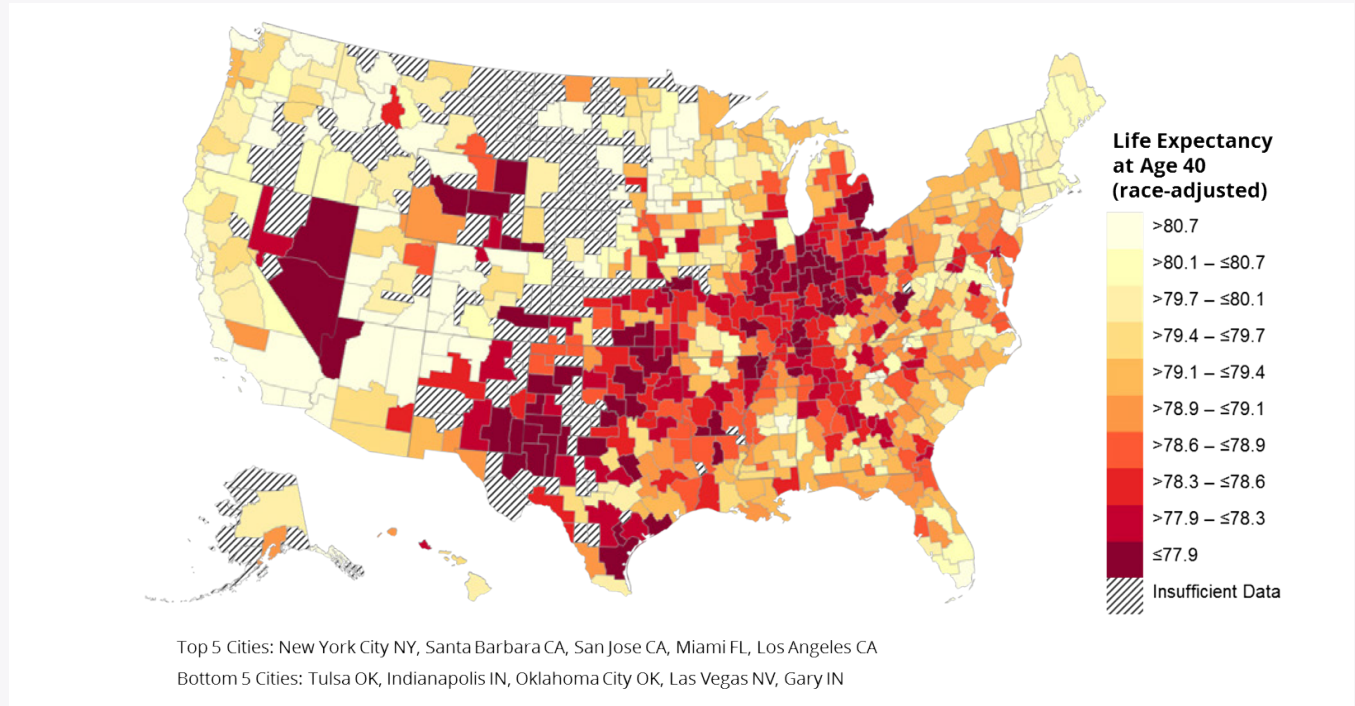 Life Expectancy
at Age 40
(race-adjusted)
>80.7
>80.1 – ≤80.7
>79.7 – ≤80.1
>79.4 – ≤79.7
>79.1 – ≤79.4
>78.9 – ≤79.1
>78.6 – ≤78.9
>78.3 – ≤78.6
>77.9 – ≤78.3
≤77.9
Insufficient Data
Top 5 Cities: New York City NY, Santa Barbara CA, San Jose CA, Miami FL, Los Angeles CA
Bottom 5 Cities: Tulsa OK, Indianapolis IN, Oklahoma City OK, Las Vegas NV, Gary IN